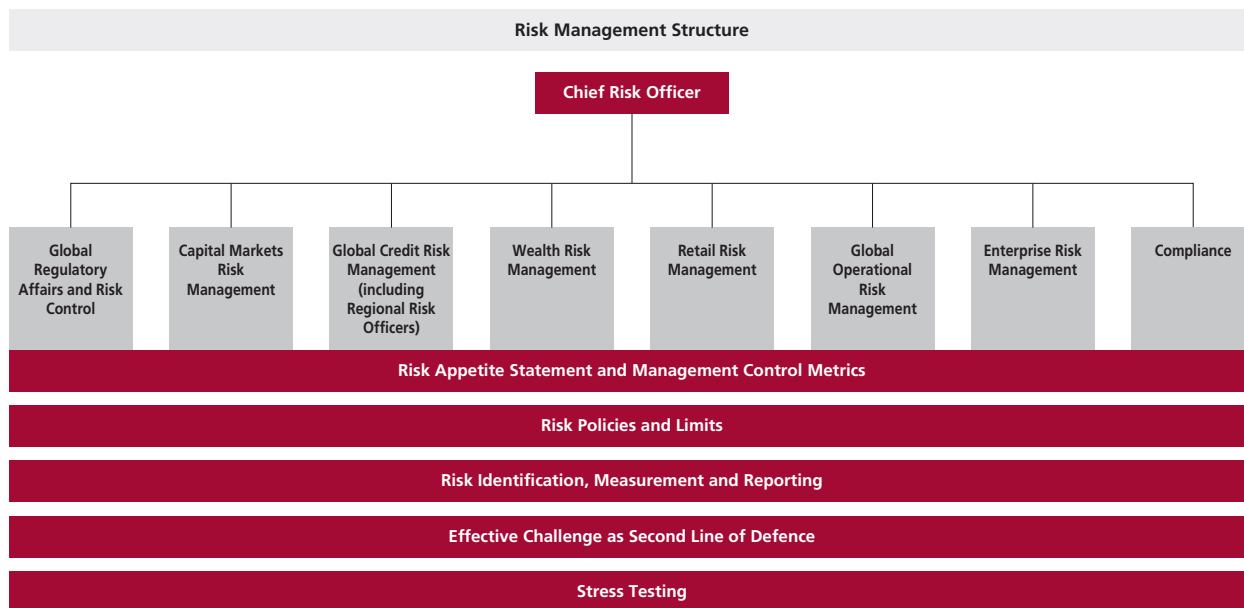 Risk Management Structure
Chief Risk Officer
Global
Regulatory
Affairs and Risk
Control
Capital Markets
Risk
Management
Global Credit Risk
Management
(including
Regional Risk
Officers)
Wealth Risk
Management
Retail Risk
Management
Global
Operational
Risk
Management
Enterprise Risk
Management
Compliance
Risk Appetite Statement and Management Control Metrics
Risk Policies and Limits
Risk Identification, Measurement and Reporting
Effective Challenge as Second Line of Defence
Stress Testing